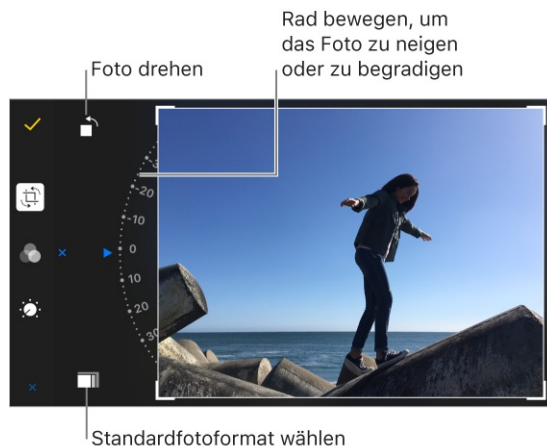 Rad bewegen, um
das Foto zu neigen
oder zu begradigen
Foto drehen
-20
-10
0
10
20
30
Standardfotoformat wählen